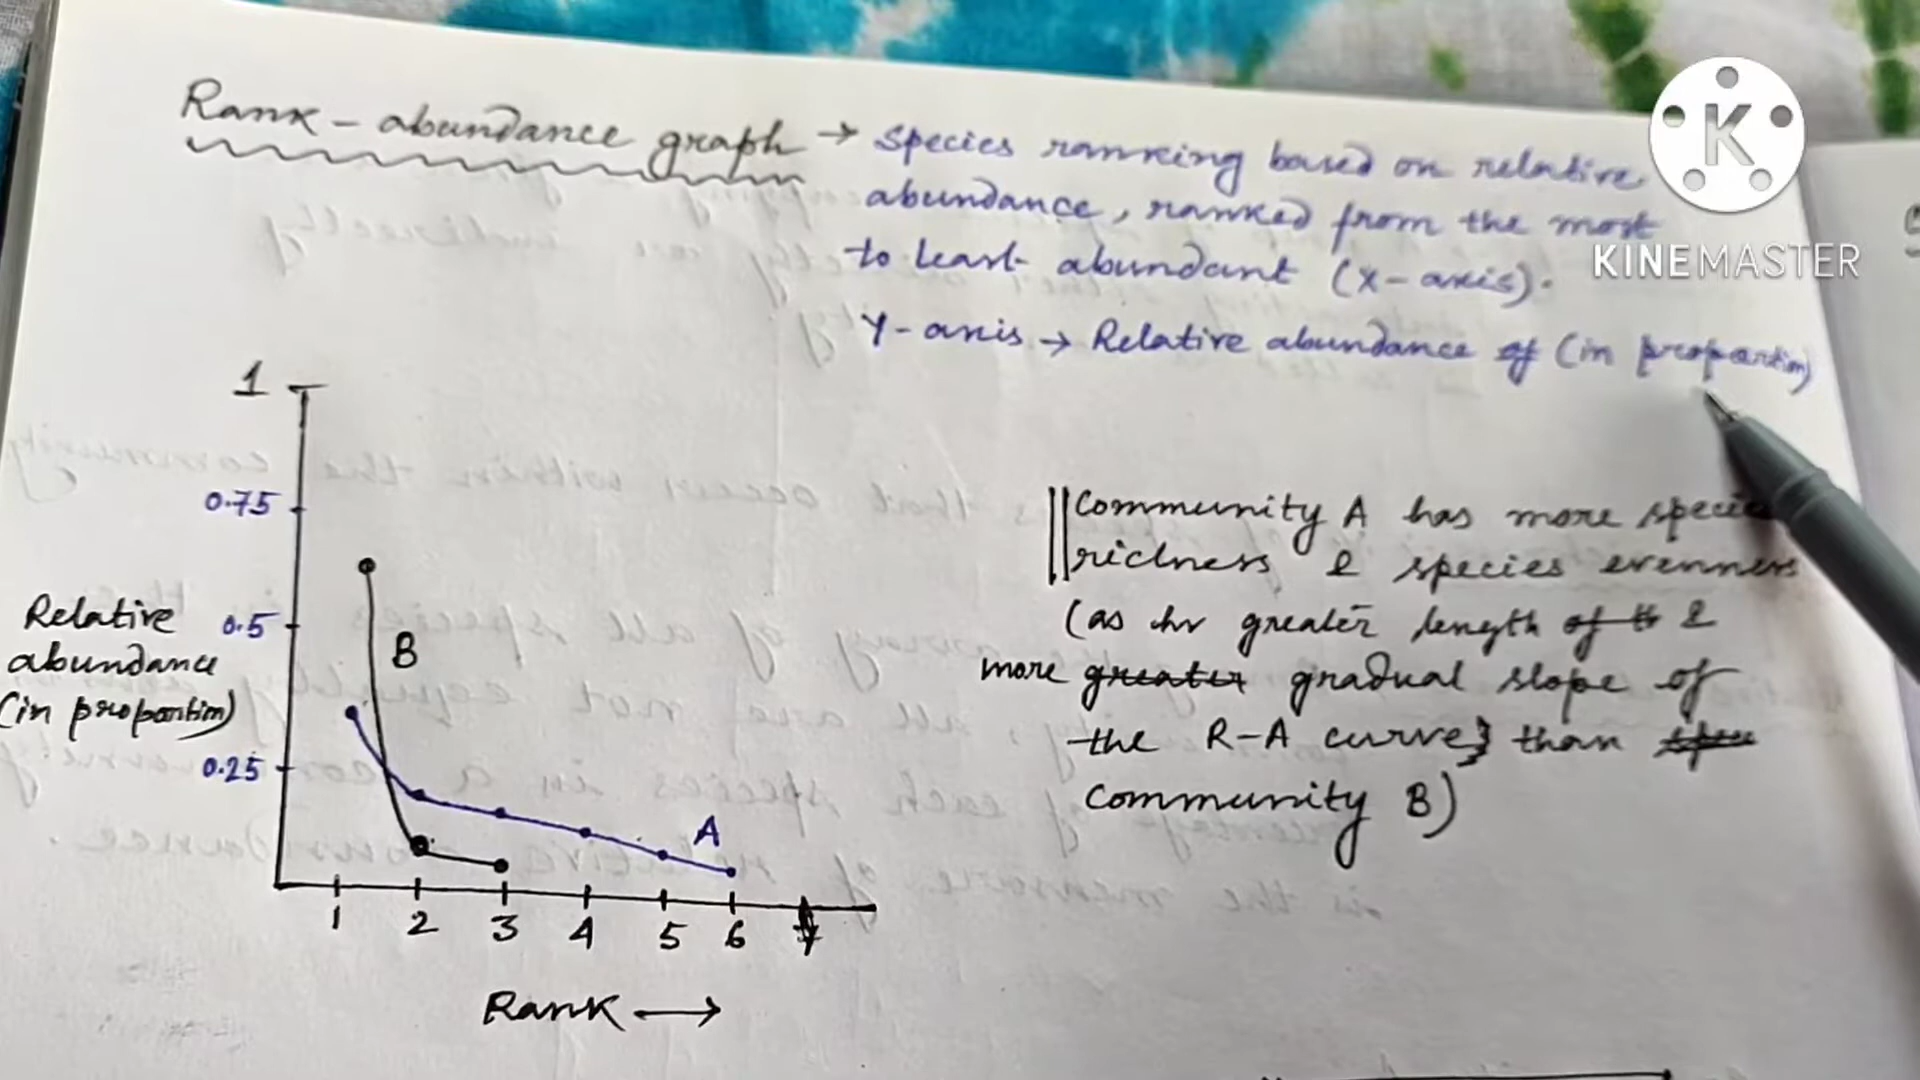 Rank - abundance graph → Species ranking based on relative
abundance, ranked from the most
to least abundant (X-axis).
Y-axis → Relative abundance of (in proportion)
K
KINEMASTER
1
0.75
0.5
0.25
Relative
abundance
(in proportion)
B
A
1 2 3 4 5 6
Rank →
Community A has more species
richness & species evenness
(as greater length &
more greater gradual slope of
the R-A curve} than
community B)